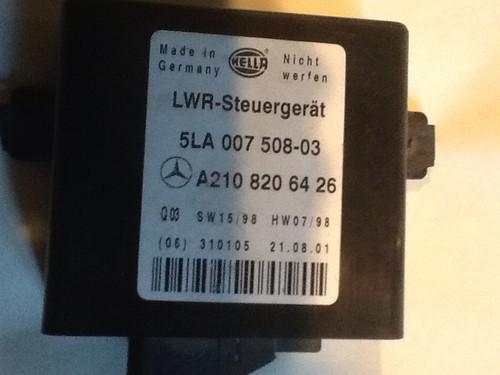 Made in Germany
HELLA
Nicht werfen
LWR-Steuergerät
5LA 007 508-03
A210 820 64 26
Q03 SW15/98 HW07/98
(06) 310105 21.08.01